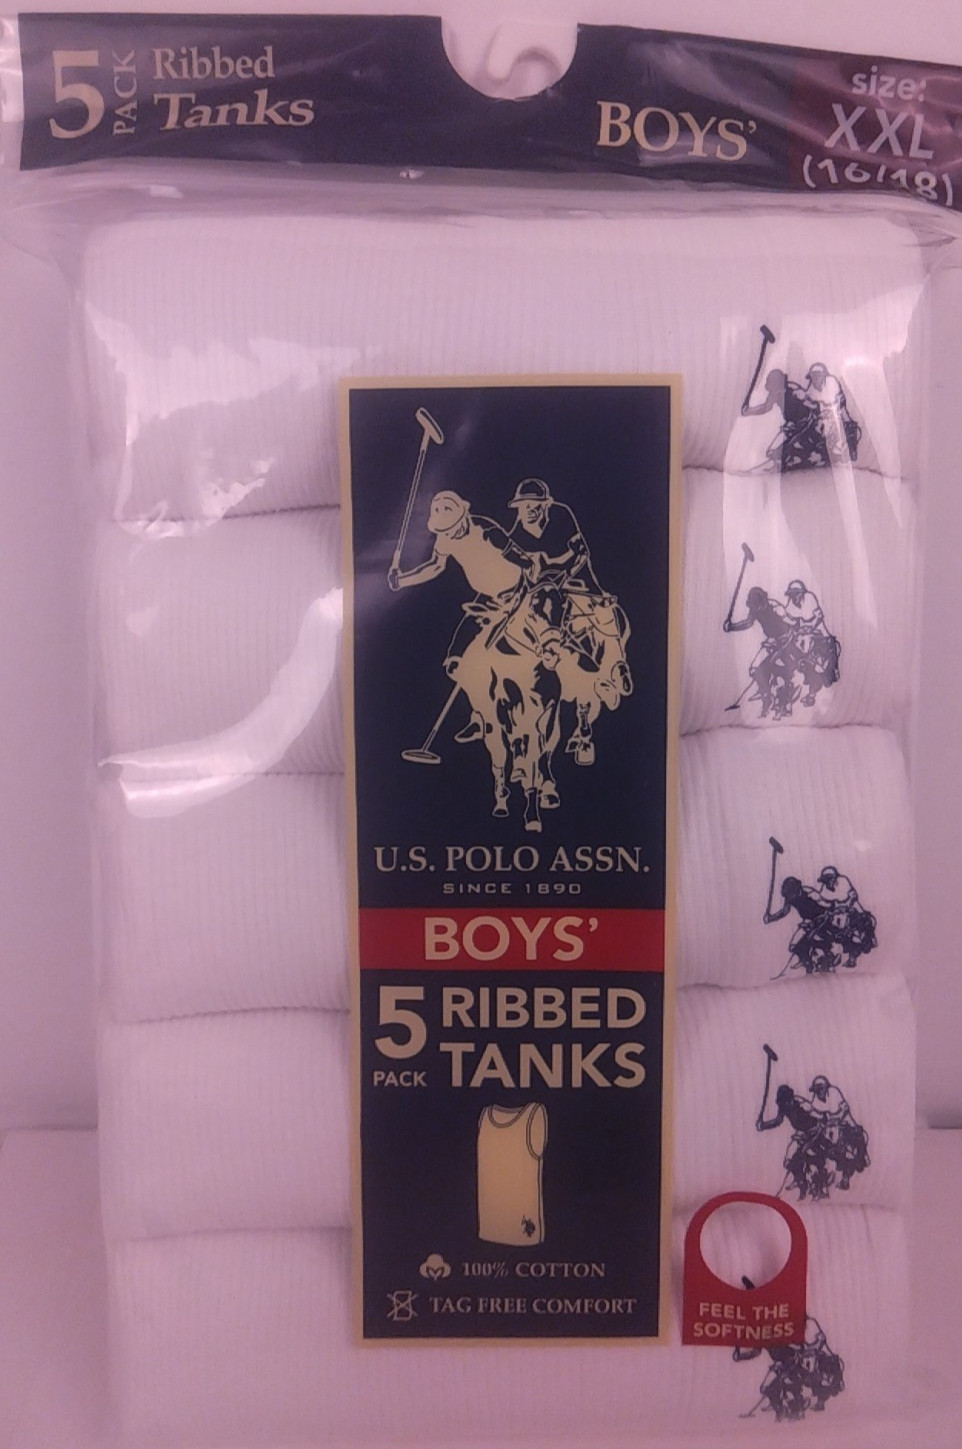 5 PACK Ribbed
Tanks
BOYS'
size:
XXL
(16/18)
U.S. POLO ASSN.
SINCE 1890
BOYS'
5 PACK
RIBBED
TANKS
100% COTTON
TAG FREE COMFORT
FEEL THE
SOFTNESS